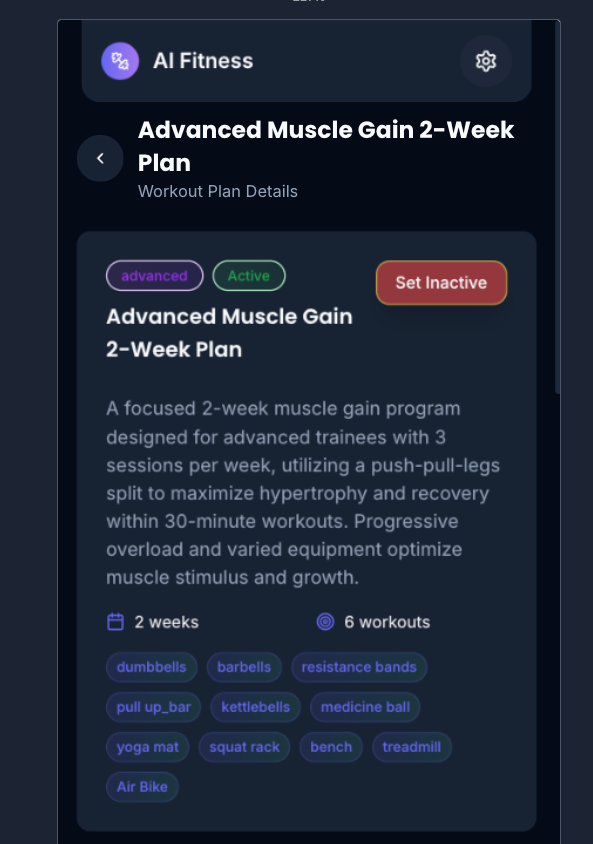 AI Fitness
Advanced Muscle Gain 2-Week
Plan
Workout Plan Details
advanced
Active
Set Inactive
Advanced Muscle Gain
2-Week Plan
A focused 2-week muscle gain program
designed for advanced trainees with 3
sessions per week, utilizing a push-pull-legs
split to maximize hypertrophy and recovery
within 30-minute workouts. Progressive
overload and varied equipment optimize
muscle stimulus and growth.
2 weeks
6 workouts
dumbbells
barbells
resistance bands
pull up_bar
kettlebells
medicine ball
yoga mat
squat rack
bench
treadmill
Air Bike